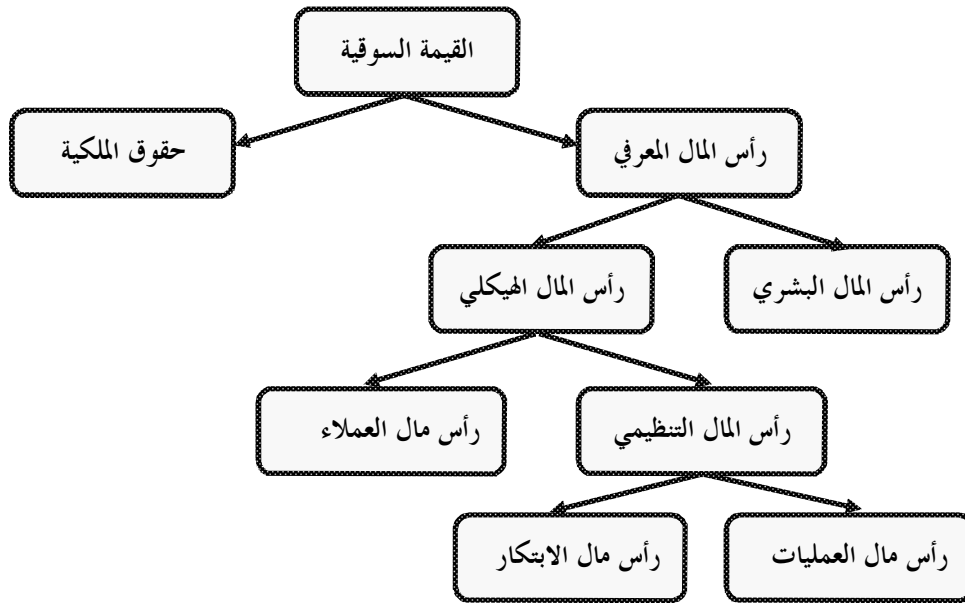 القيمة السوقية
رأس المال المعرفي
حقوق الملكية
رأس المال البشري
رأس المال الهيكلي
رأس المال التنظيمي
رأس مال العملاء
رأس مال العمليات
رأس مال الابتكار